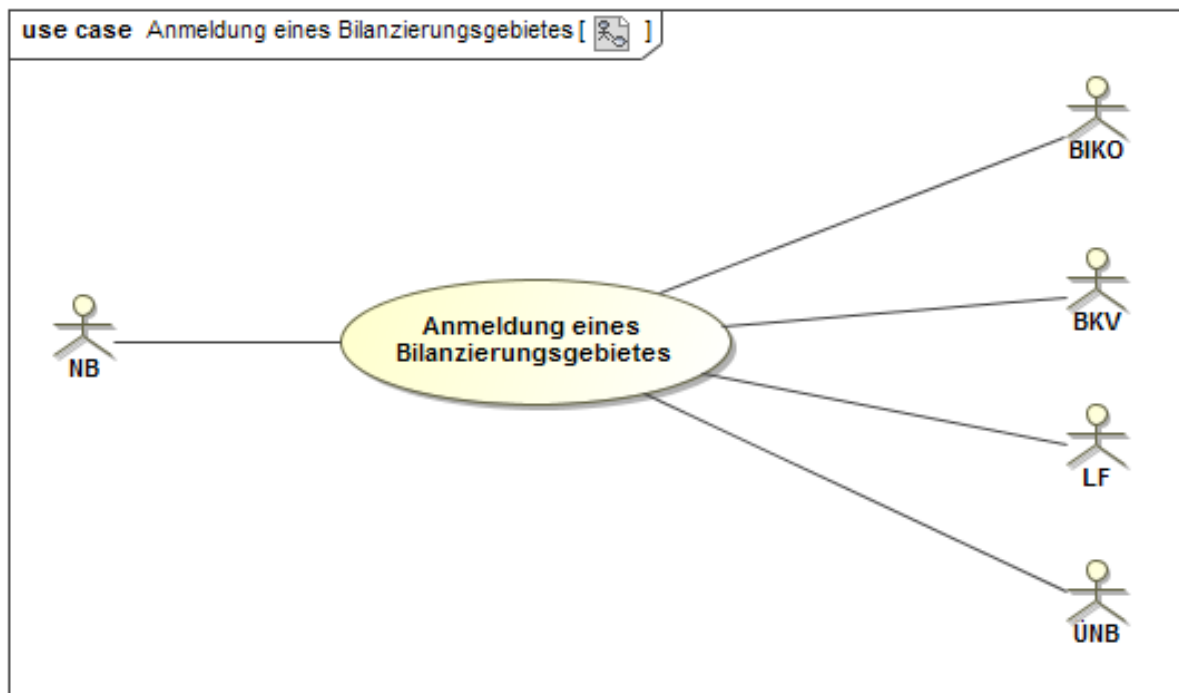 use case Anmeldung eines Bilanzierungsgebietes [ ]
BIKO
BKV
NB
Anmeldung eines
Bilanzierungsgebietes
LF
ÜNB